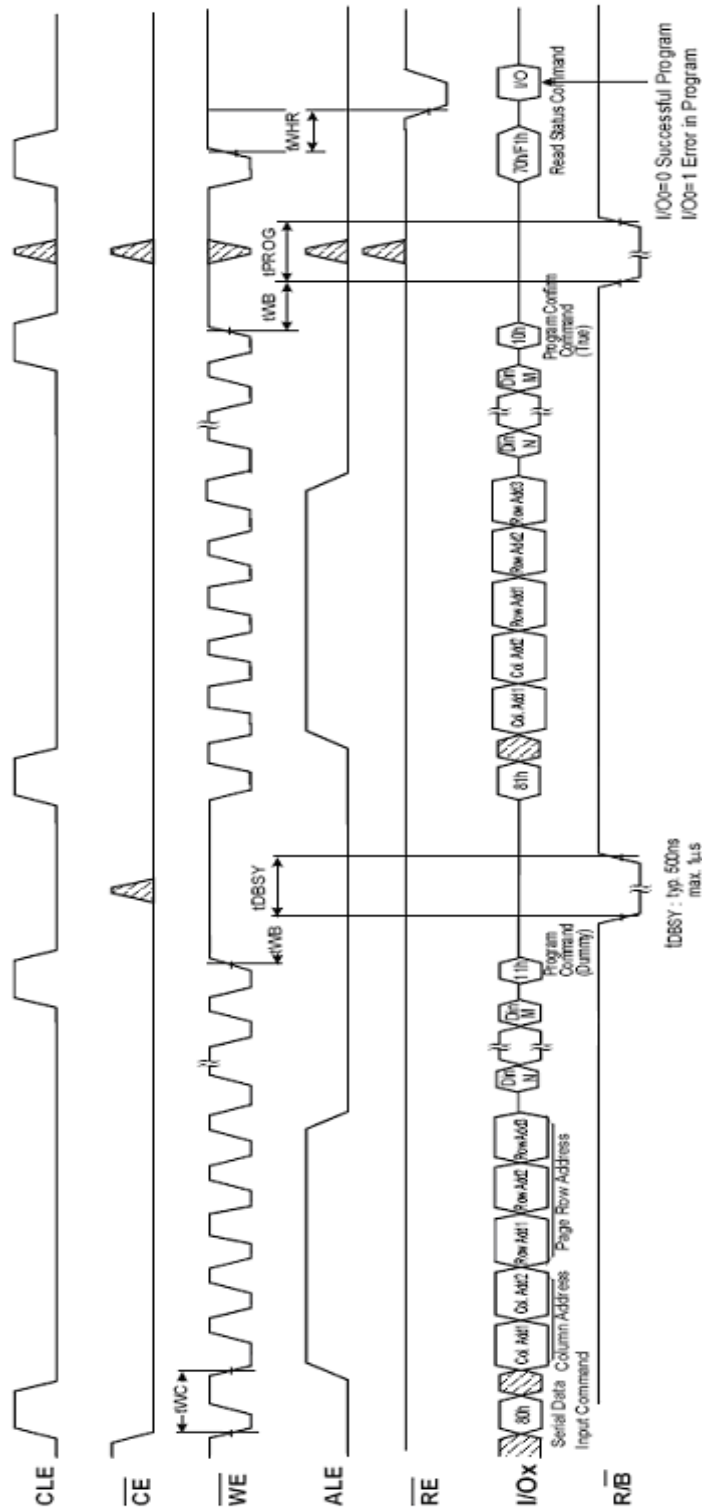 CLE
CE
WE
tWC
tWB
tDBSY
tWB
tPROG
tWHR
ALE
RE
I/Ox
80h
Col. Add1
Col. Add2
Row Add1
Row Add2
Row Add3
Din
N
Din
M
11h
81h
Col. Add1
Col. Add2
Row Add1
Row Add2
Row Add3
Din
N
Din
M
10h
70h/F1h
I/O
Serial Data
Input Command
Column Address
Page Row Address
Program
Command
(Dummy)
Program Confirm
Command
(True)
Read Status Command
R/B
tDBSY : typ. 500ns
max. 1µs
I/O0=0 Successful Program
I/O0=1 Error in Program